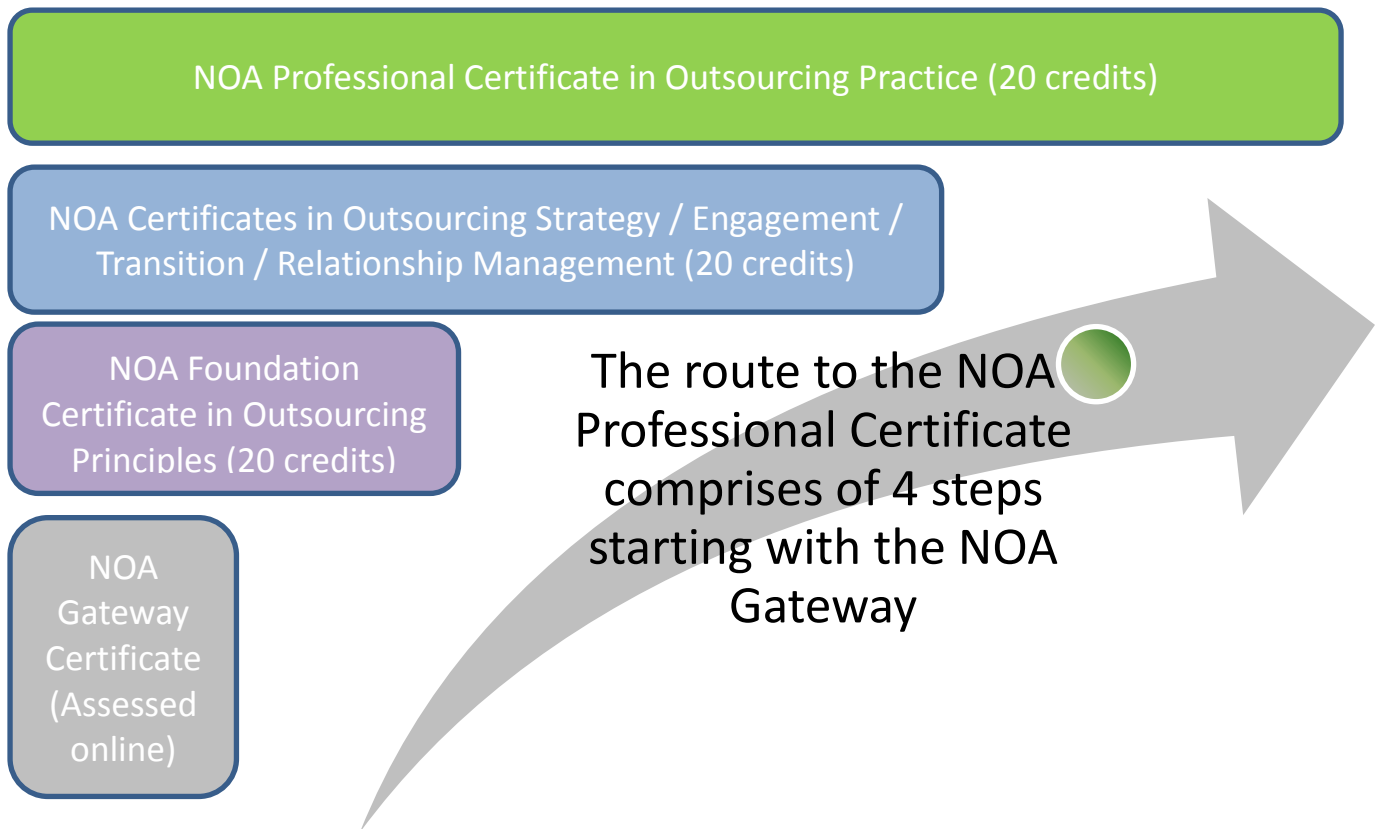 NOA Professional Certificate in Outsourcing Practice (20 credits)
NOA Certificates in Outsourcing Strategy / Engagement /
Transition / Relationship Management (20 credits)
NOA Foundation
Certificate in Outsourcing
Principles (20 credits)
The route to the NOA
Professional Certificate
comprises of 4 steps
starting with the NOA
Gateway
NOA
Gateway
Certificate
(Assessed
online)